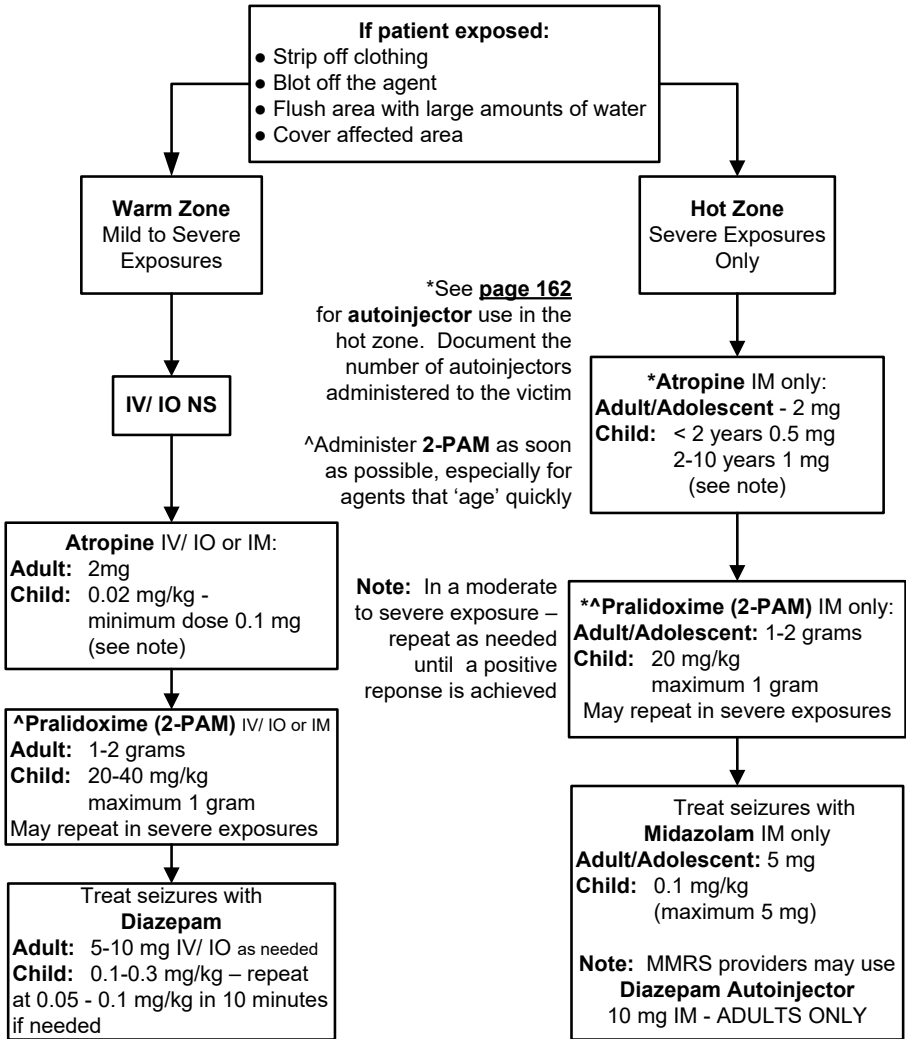 If patient exposed:
● Strip off clothing
● Blot off the agent
● Flush area with large amounts of water
● Cover affected area
Warm Zone
Mild to Severe
Exposures
IV/ IO NS
Atropine IV/ IO or IM:
Adult: 2mg
Child: 0.02 mg/kg -
minimum dose 0.1 mg
(see note)
^Pralidoxime (2-PAM) IV/ IO or IM
Adult: 1-2 grams
Child: 20-40 mg/kg
maximum 1 gram
May repeat in severe exposures
Treat seizures with
Diazepam
Adult: 5-10 mg IV/ IO as needed
Child: 0.1-0.3 mg/kg – repeat
at 0.05 - 0.1 mg/kg in 10 minutes
if needed
*See page 162
for autoinjector use in the
hot zone. Document the
number of autoinjectors
administered to the victim
^Administer 2-PAM as soon
as possible, especially for
agents that ‘age’ quickly
Note: In a moderate
to severe exposure –
repeat as needed
until a positive
reponse is achieved
Hot Zone
Severe Exposures
Only
*Atropine IM only:
Adult/Adolescent - 2 mg
Child: < 2 years 0.5 mg
2-10 years 1 mg
(see note)
*^Pralidoxime (2-PAM) IM only:
Adult/Adolescent: 1-2 grams
Child: 20 mg/kg
maximum 1 gram
May repeat in severe exposures
Treat seizures with
Midazolam IM only
Adult/Adolescent: 5 mg
Child: 0.1 mg/kg
(maximum 5 mg)
Note: MMRS providers may use
Diazepam Autoinjector
10 mg IM - ADULTS ONLY